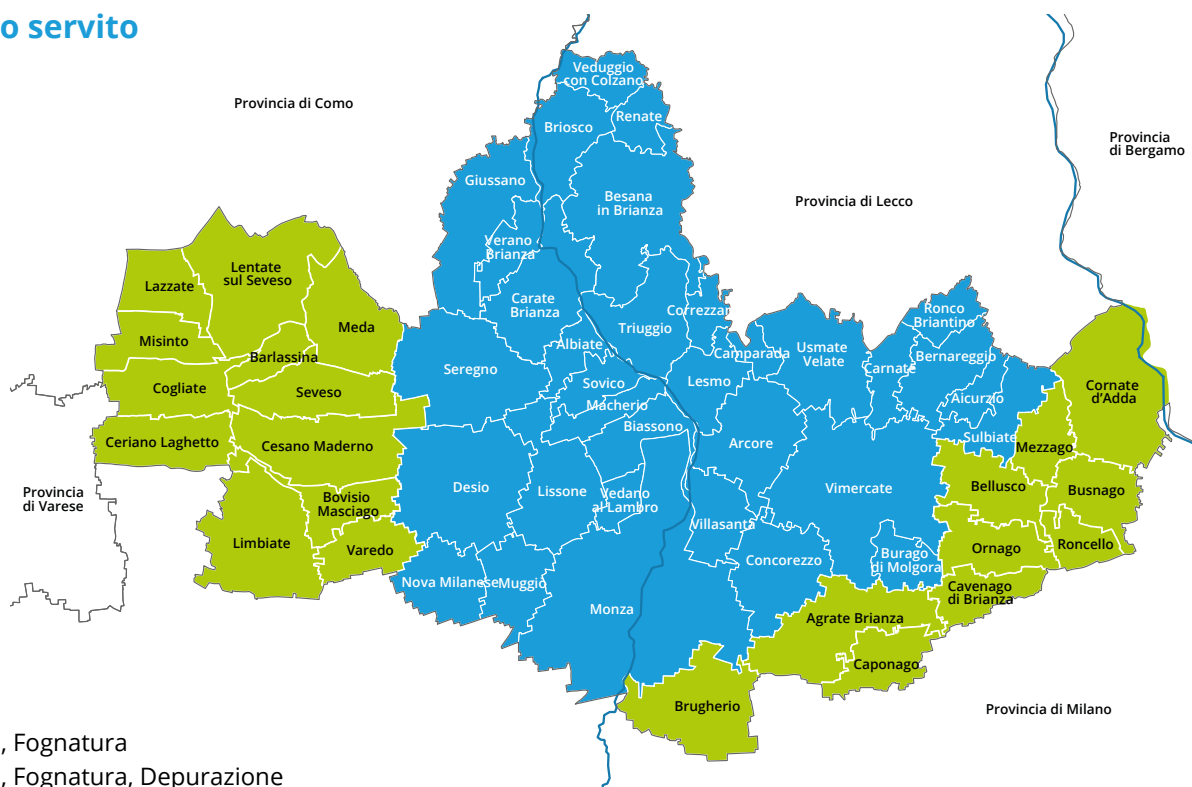 o servito
Provincia di Como
Provincia
di Bergamo
Provincia di Lecco
Provincia
di Varese
Provincia di Milano
Veduggio
con Colzano
Renate
Briosco
Giussano
Besana
in Brianza
Verano
Brianza
Carate
Brianza
Correzzan
Triuggio
Albiate
Seregno
Sovico
Macherio
Biassono
Lesmo
Camparada
Usmate
Velate
Ronco
Briantino
Bernareggio
Carnate
Aicurzio
Sulbiate
Arcore
Vimercate
Desio
Lissone
Vedano
al Lambro
Villasanta
Concorezzo
Burago
di Molgora
Nova Milanese
Muggiò
Monza
Lazzate
Lentate
sul Seveso
Misinto
Meda
Barlassina
Cogliate
Seveso
Ceriano Laghetto
Cesano Maderno
Bovisio
Masciago
Limbiate
Varedo
Cornate
d'Adda
Mezzago
Bellusco
Busnago
Ornago
Roncello
Cavenago
di Brianza
Agrate Brianza
Caponago
Brugherio
, Fognatura
, Fognatura, Depurazione